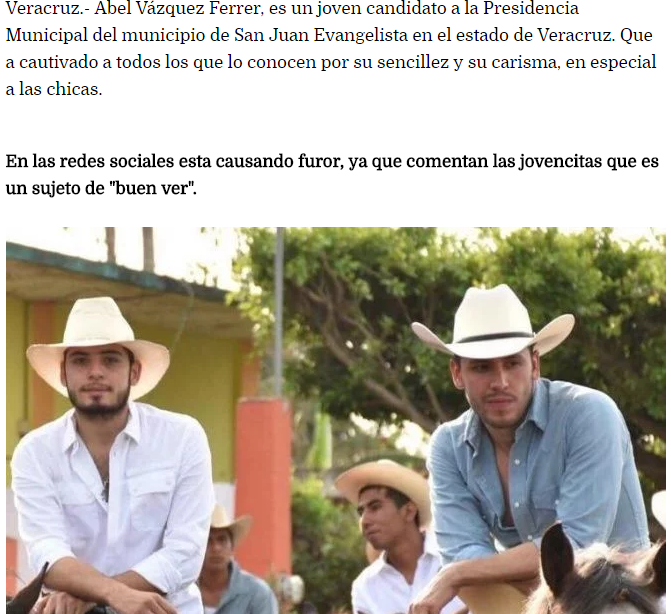 Veracruz.- Abel Vázquez Ferrer, es un joven candidato a la Presidencia
Municipal del municipio de San Juan Evangelista en el estado de Veracruz. Que
a cautivado a todos los que lo conocen por su sencillez y su carisma, en especial
a las chicas.
En las redes sociales esta causando furor, ya que comentan las jovencitas que es
un sujeto de "buen ver".